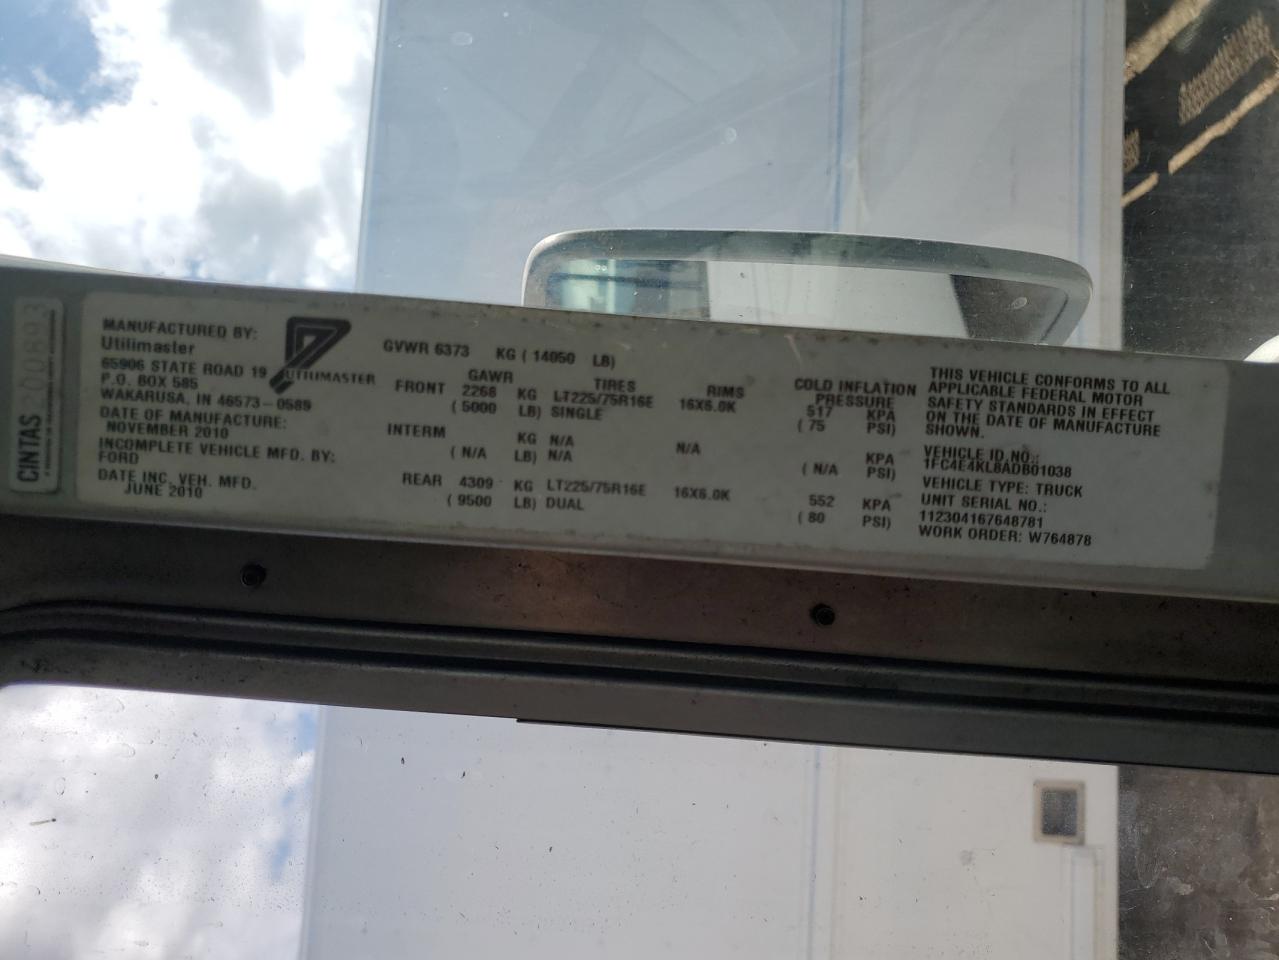 CINTAS 200893
MANUFACTURED BY:
Utilimaster
65906 STATE ROAD 19
P.O. BOX 585
WAKARUSA, IN 46573-0589
DATE OF MANUFACTURE:
NOVEMBER 2010
INCOMPLETE VEHICLE MFD. BY:
FORD
DATE INC. VEH. MFD.
JUNE 2010
UTILIMASTER
GVWR 6373 KG ( 14050 LB)
GAWR TIRES RIMS COLD INFLATION PRESSURE
FRONT 2268 KG LT225/75R16E 16X6.0K 517 KPA
( 5000 LB) SINGLE ( 75 PSI)
INTERM KG N/A N/A KPA
( N/A LB) N/A ( N/A PSI)
REAR 4309 KG LT225/75R16E 16X6.0K 552 KPA
( 9500 LB) DUAL ( 80 PSI)
THIS VEHICLE CONFORMS TO ALL
APPLICABLE FEDERAL MOTOR
SAFETY STANDARDS IN EFFECT
ON THE DATE OF MANUFACTURE
SHOWN.
VEHICLE ID NO.:
1FC4E4KL8ADB01038
VEHICLE TYPE: TRUCK
UNIT SERIAL NO.:
112304167648781
WORK ORDER: W764878